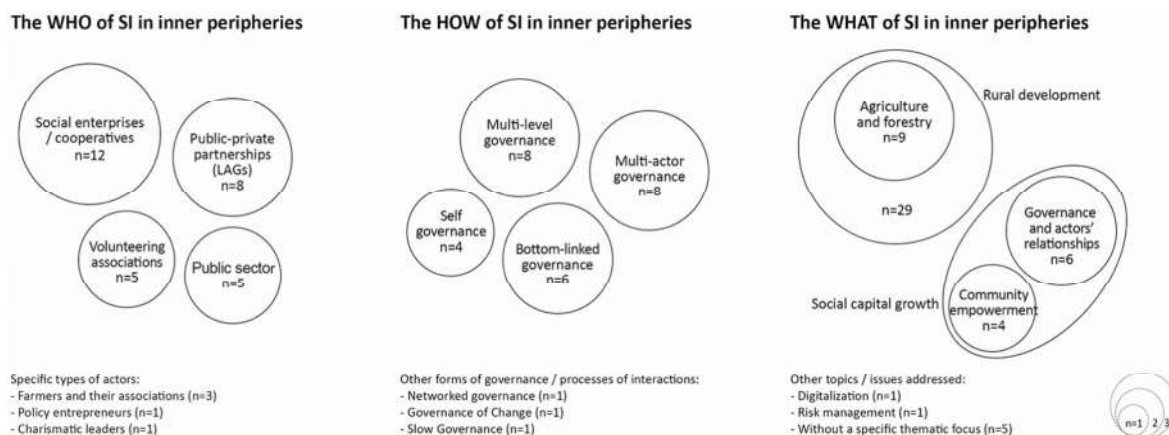 The WHO of SI in inner peripheries
Social enterprises
/ cooperatives
n=12
Public-private
partnerships
(LAGs)
n=8
Volunteering
associations
n=5
Public sector
n=5
Specific types of actors:
- Farmers and their associations (n=3)
- Policy entrepreneurs (n=1)
- Charismatic leaders (n=1)
The HOW of SI in inner peripheries
Multi-level
governance
n=8
Multi-actor
governance
n=8
Self
governance
n=4
Bottom-linked
governance
n=6
Other forms of governance / processes of interactions:
- Networked governance (n=1)
- Governance of Change (n=1)
- Slow Governance (n=1)
The WHAT of SI in inner peripheries
Agriculture
and forestry
n=9
Rural development
n=29
Governance
and actors'
relationships
n=6
Social capital growth
Community
empowerment
n=4
Other topics / issues addressed:
- Digitalization (n=1)
- Risk management (n=1)
- Without a specific thematic focus (n=5)
n=1 2 3